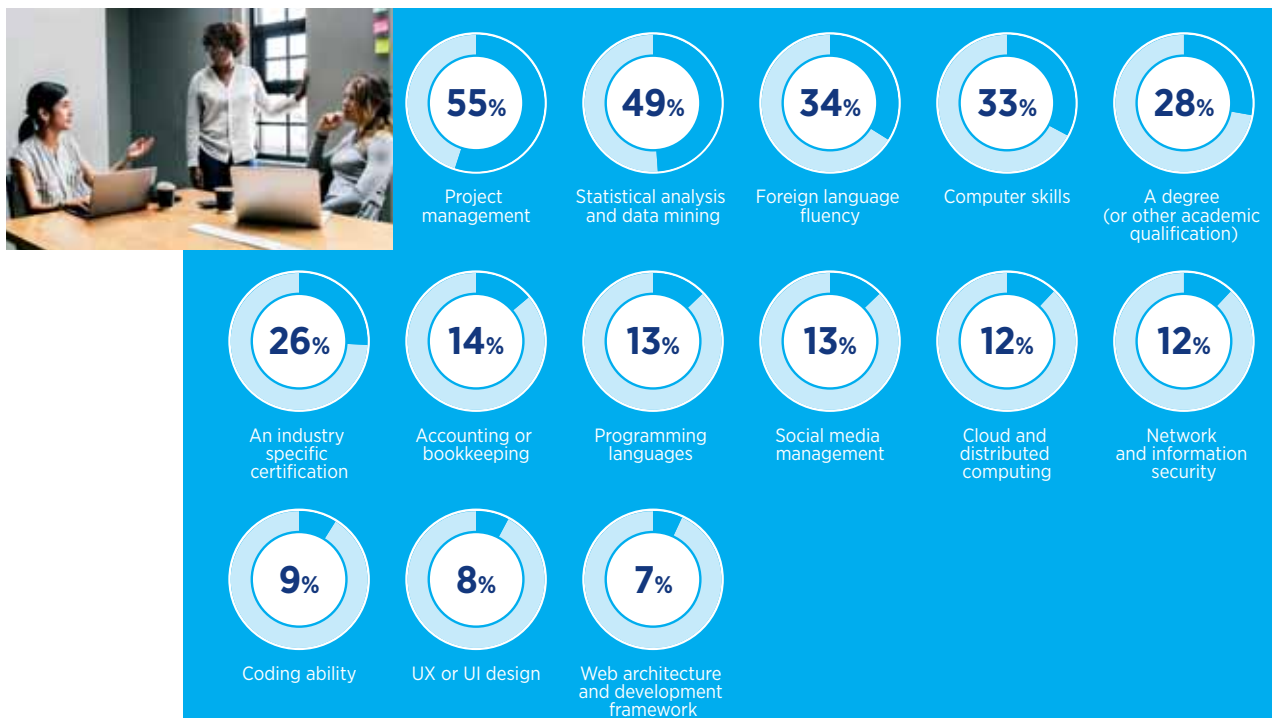 55%
Project
management
49%
Statistical analysis
and data mining
34%
Foreign language
fluency
33%
Computer skills
28%
A degree
(or other academic
qualification)
26%
An industry
specific
certification
14%
Accounting or
bookkeeping
13%
Programming
languages
13%
Social media
management
12%
Cloud and
distributed
computing
12%
Network
and information
security
9%
Coding ability
8%
UX or UI design
7%
Web architecture
and development
framework